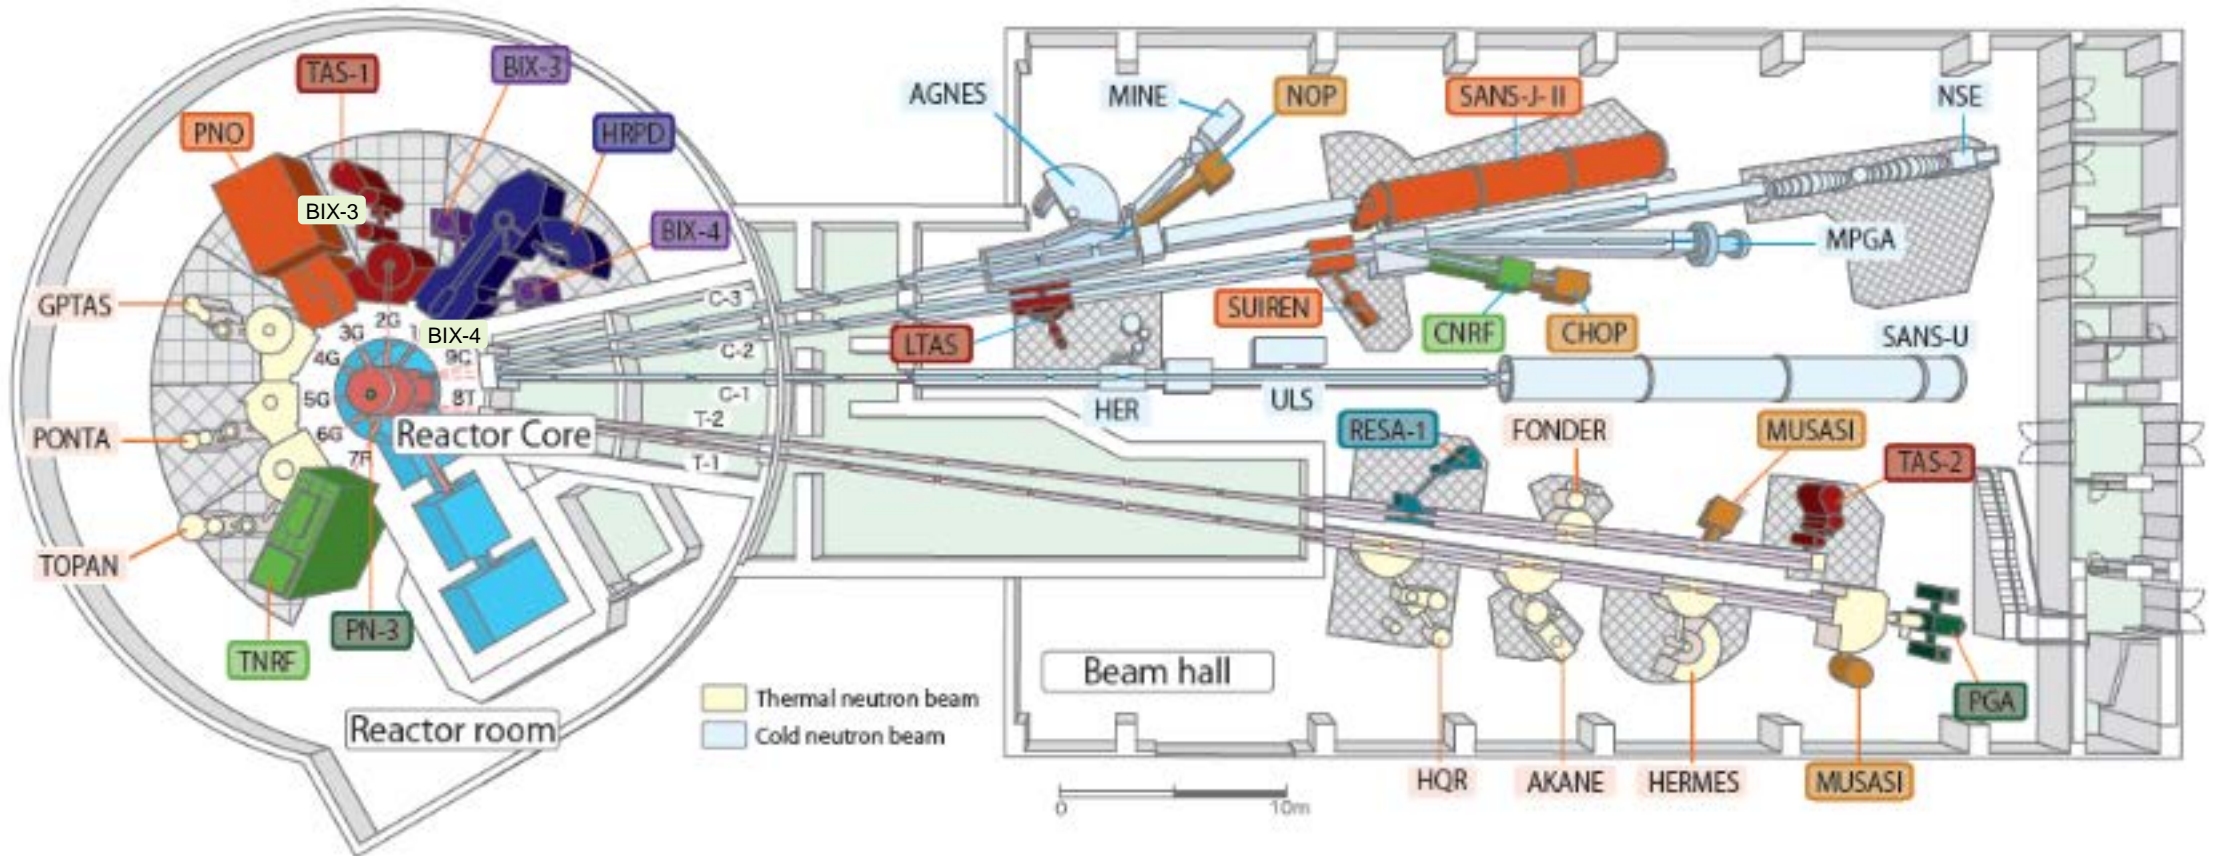 TAS-1
BIX-3
PNO
HRPD
BIX-3
BIX-4
GPTAS
PONTA
TOPAN
TNRF
PN-3
BIX-4
2G
3G
1
4G
5G
6G
7R
9C
8T
Reactor Core
Reactor room
C-3
C-2
C-1
T-2
T-1
AGNES
MINE
NOP
SANS-J-II
NSE
MPGA
LTAS
SUIREN
CNRF
CHOP
SANS-U
HER
ULS
RESA-1
FONDER
MUSASI
TAS-2
Beam hall
PGA
HQR
AKANE
HERMES
MUSASI
Thermal neutron beam
Cold neutron beam
0
10m